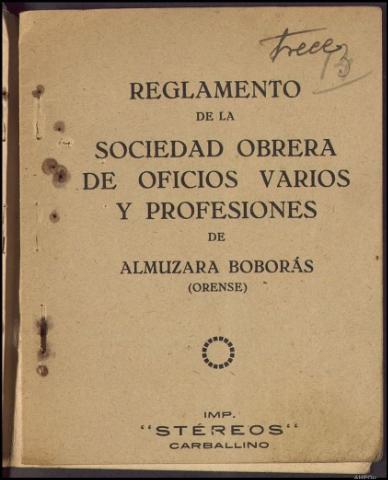 Trece
13
REGLAMENTO
DE LA
SOCIEDAD OBRERA
DE OFICIOS VARIOS
Y PROFESIONES
DE
ALMUZARA BOBORÁS
(ORENSE)
IMP.
"STÉREOS"
CARBALLINO